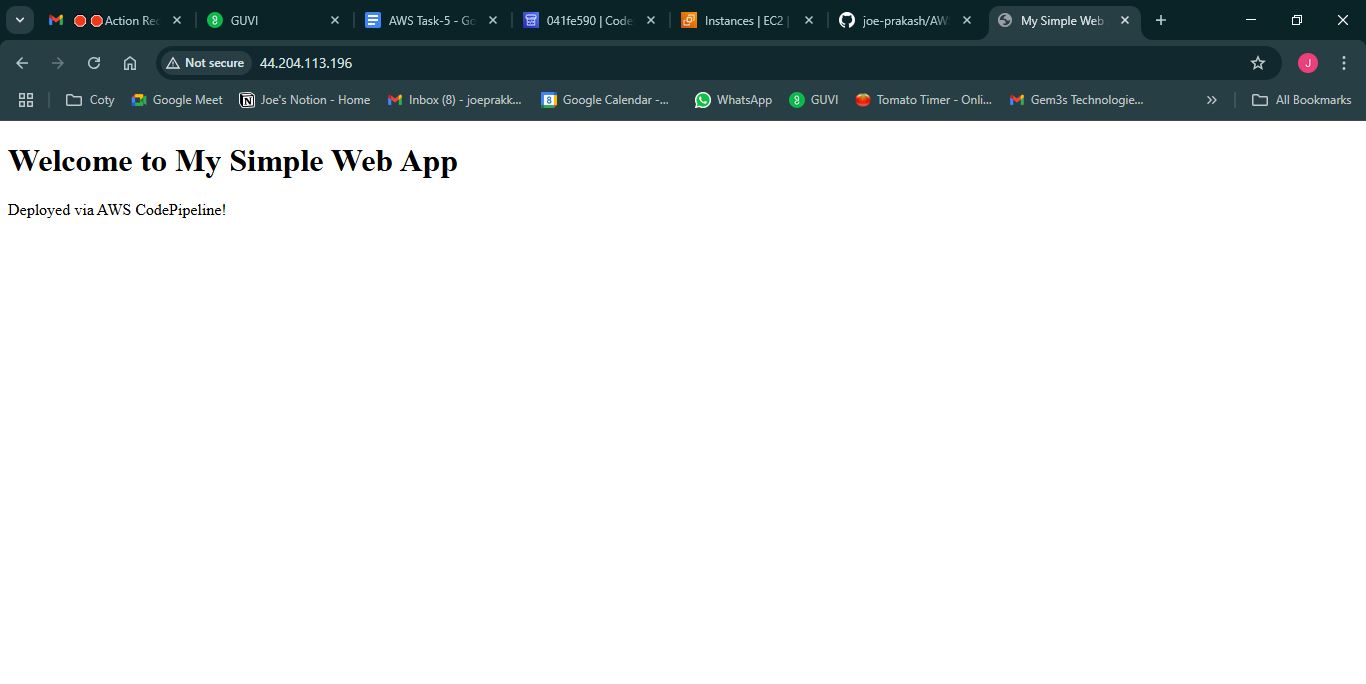 Action Rec
GUVI
AWS Task-5 - Go
041fe590 | Code
Instances | EC2 |
joe-prakash/AW
My Simple Web
Not secure
44.204.113.196
J
Coty
Google Meet
Joe's Notion - Home
Inbox (8) - joeprakk...
Google Calendar -...
WhatsApp
GUVI
Tomato Timer - Onli...
Gem3s Technologie...
All Bookmarks
Welcome to My Simple Web App
Deployed via AWS CodePipeline!